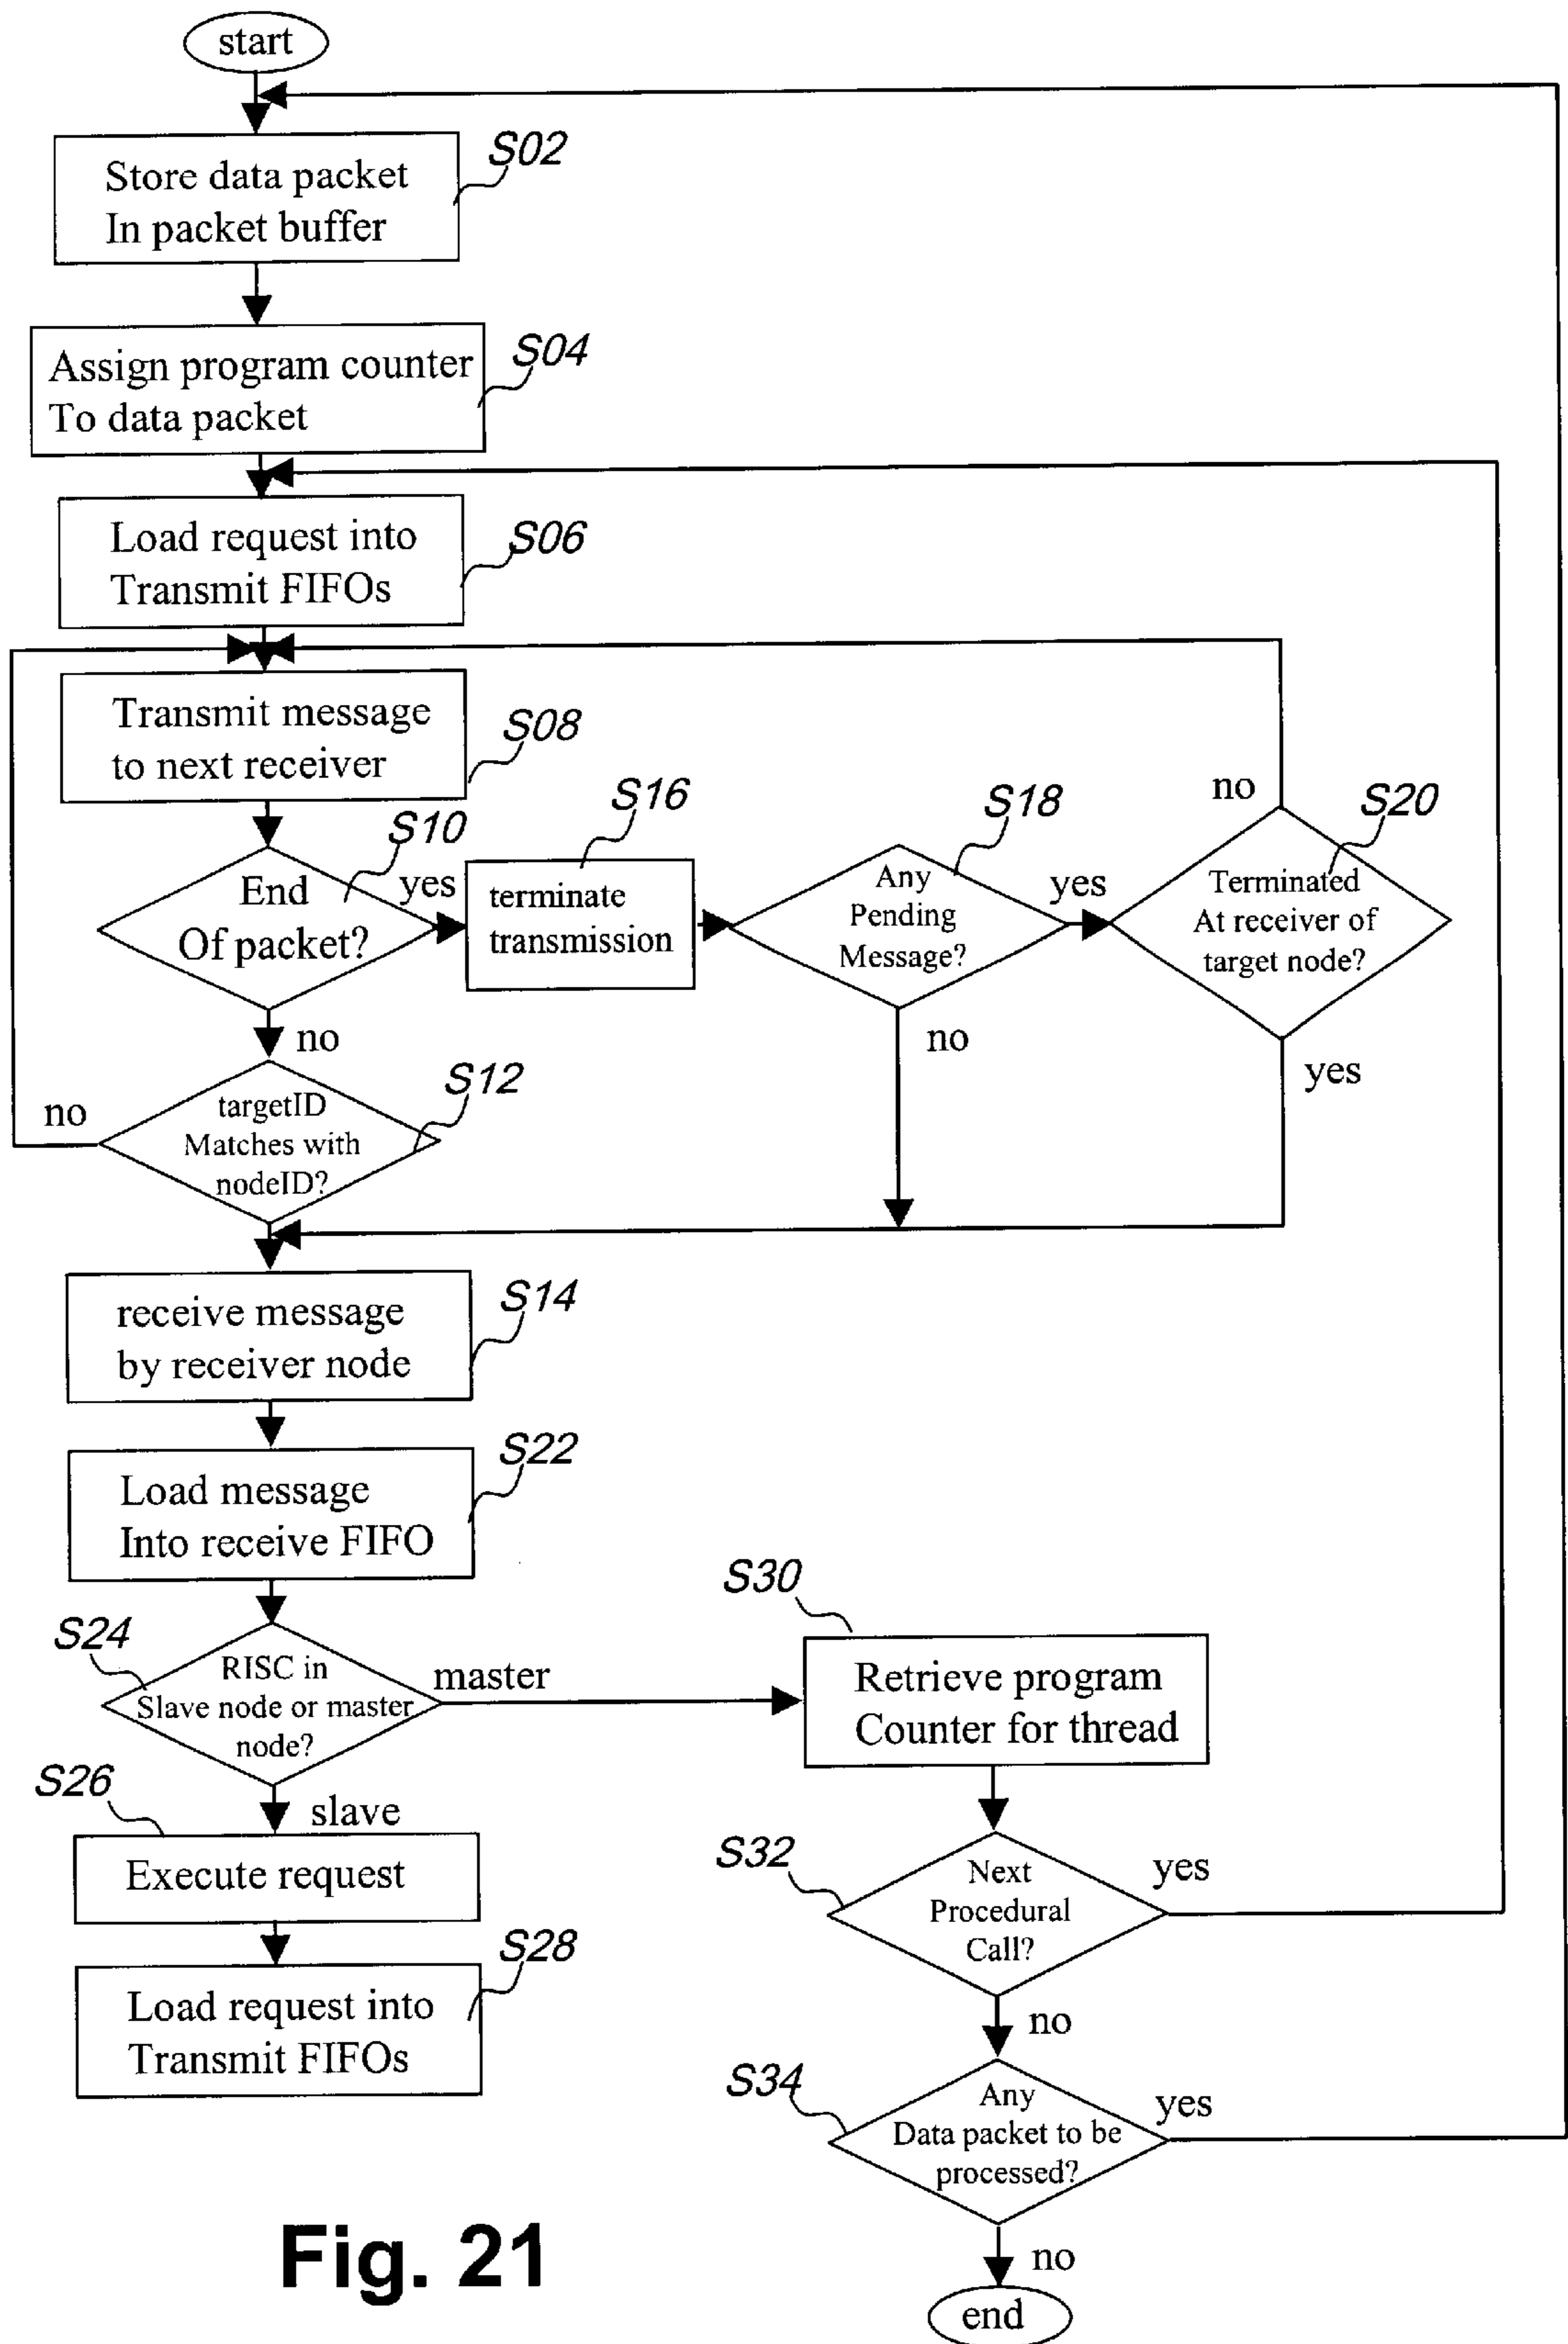 start
S02
Store data packet
In packet buffer
S04
Assign program counter
To data packet
S06
Load request into
Transmit FIFOs
Transmit message
to next receiver
S08
S10
End
Of packet?
yes
S16
terminate
transmission
S18
Any
Pending
Message?
yes
no
S20
Terminated
At receiver of
target node?
no
no
yes
S12
targetID
Matches with
nodeID?
no
S14
receive message
by receiver node
S22
Load message
Into receive FIFO
S24
RISC in
Slave node or master
node?
master
S30
Retrieve program
Counter for thread
S26
slave
Execute request
S32
Next
Procedural
Call?
yes
S28
Load request into
Transmit FIFOs
no
S34
Any
Data packet to be
processed?
yes
no
end
Fig. 21